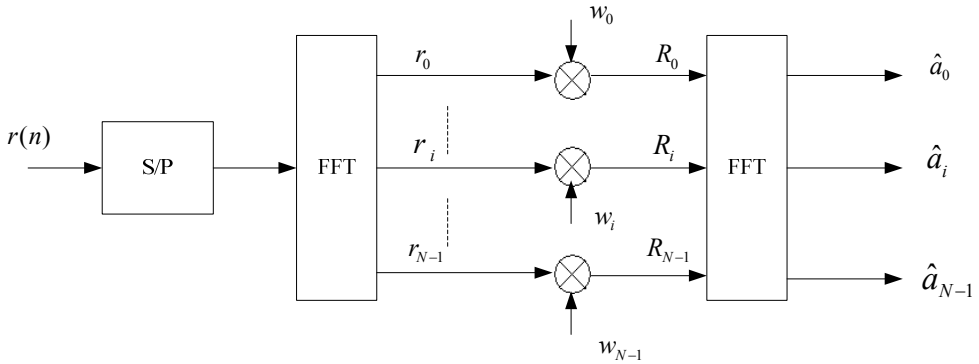 w_0
r_0
R_0
â_0
r(n)
S/P
FFT
r_i
R_i
FFT
â_i
w_i
r_{N-1}
R_{N-1}
â_{N-1}
w_{N-1}